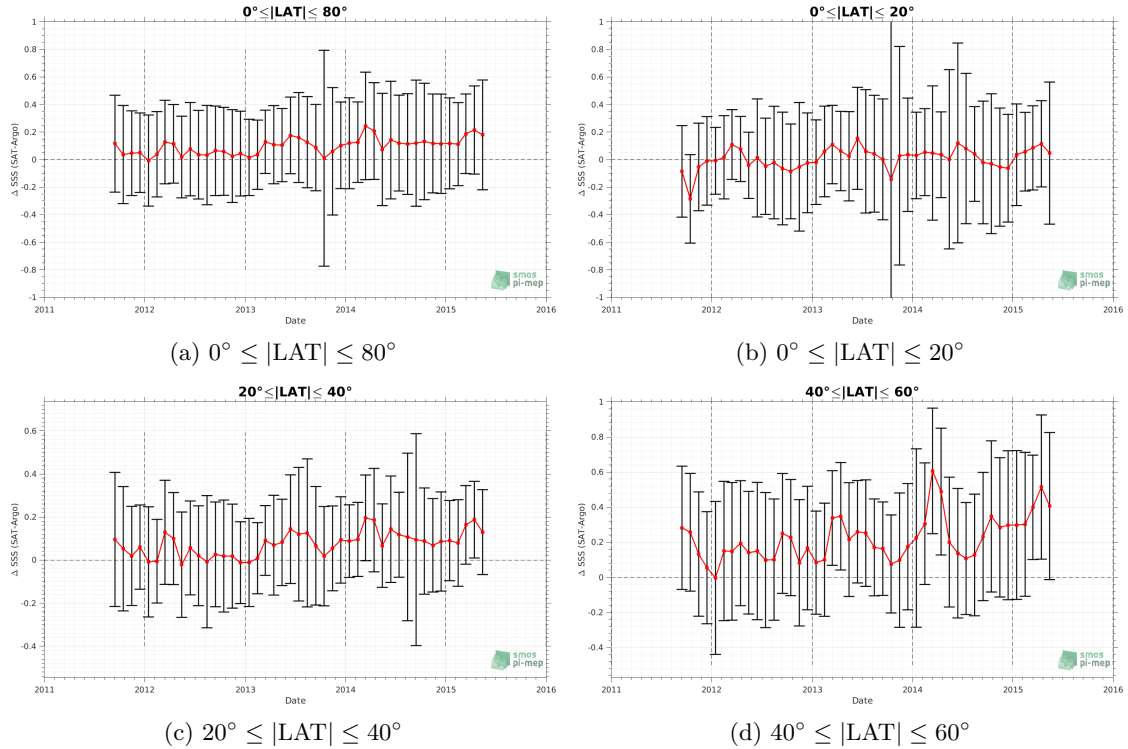 0°≤|LAT|≤ 80°
1
0.8
0.6
0.4
0.2
0
-0.2
-0.4
-0.6
-0.8
-1
Δ SSS (SAT-Argo)
2011 2012 2013 2014 2015 2016
Date
smos
pi-mep
(a) 0° ≤ |LAT| ≤ 80°
0°≤|LAT|≤ 20°
1
0.8
0.6
0.4
0.2
0
-0.2
-0.4
-0.6
-0.8
-1
Δ SSS (SAT-Argo)
2011 2012 2013 2014 2015 2016
Date
smos
pi-mep
(b) 0° ≤ |LAT| ≤ 20°
20°≤|LAT|≤ 40°
0.6
0.4
0.2
0
-0.2
-0.4
Δ SSS (SAT-Argo)
2011 2012 2013 2014 2015 2016
Date
smos
pi-mep
(c) 20° ≤ |LAT| ≤ 40°
40°≤|LAT|≤ 60°
1
0.8
0.6
0.4
0.2
0
-0.2
-0.4
Δ SSS (SAT-Argo)
2011 2012 2013 2014 2015 2016
Date
smos
pi-mep
(d) 40° ≤ |LAT| ≤ 60°